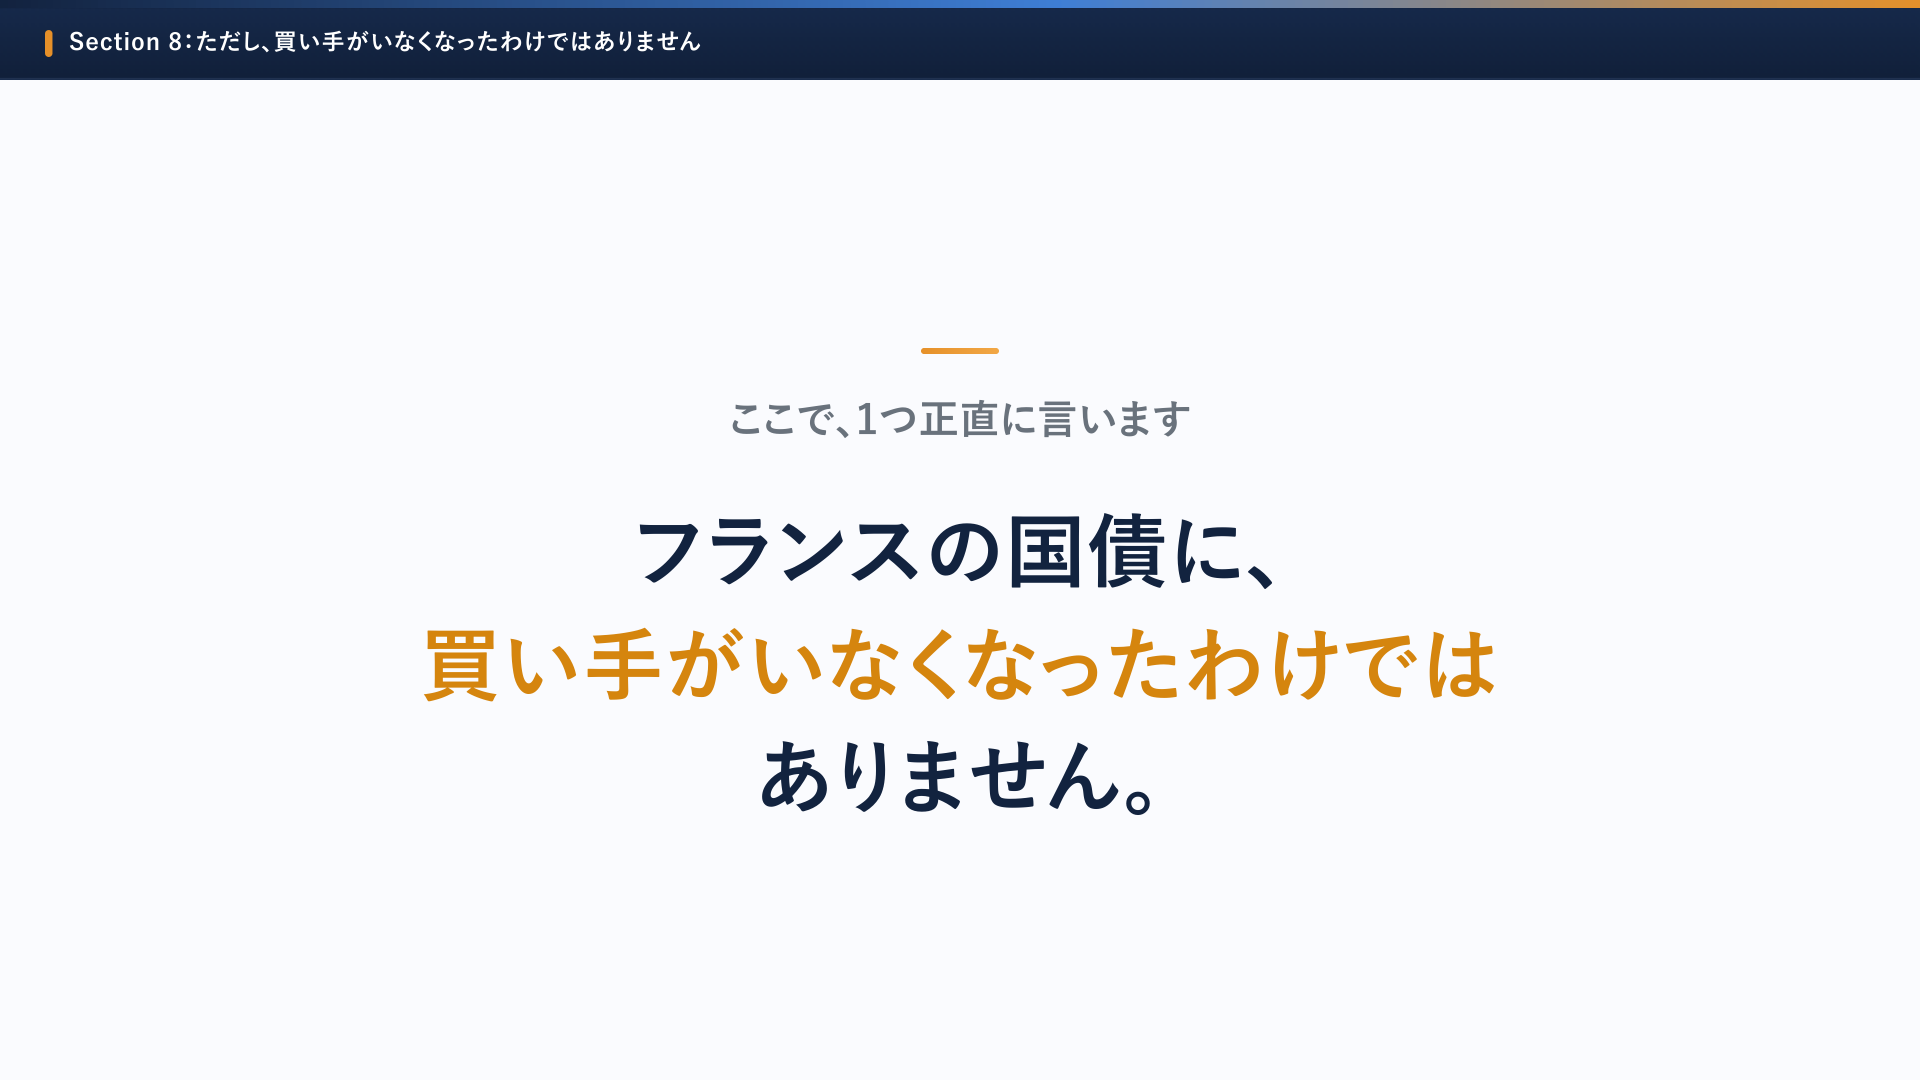 Section 8：ただし、買い手がいなくなったわけではありません
ここで、1つ正直に言います
フランスの国債に、
買い手がいなくなったわけでは
ありません。